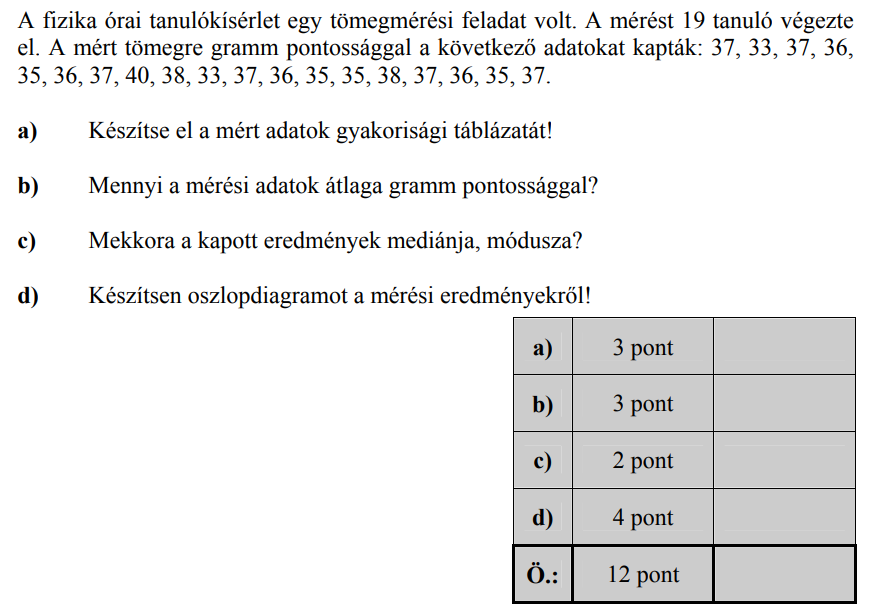 A fizika órai tanulókísérlet egy tömegmérési feladat volt. A mérést 19 tanuló végezte
el. A mért tömegre gramm pontossággal a következő adatokat kapták: 37, 33, 37, 36,
35, 36, 37, 40, 38, 33, 37, 36, 35, 35, 38, 37, 36, 35, 37.
a) Készítse el a mért adatok gyakorisági táblázatát!
b) Mennyi a mérési adatok átlaga gramm pontossággal?
c) Mekkora a kapott eredmények mediánja, módusza?
d) Készítsen oszlopdiagramot a mérési eredményekről!
a) 3 pont
b) 3 pont
c) 2 pont
d) 4 pont
Ö.: 12 pont